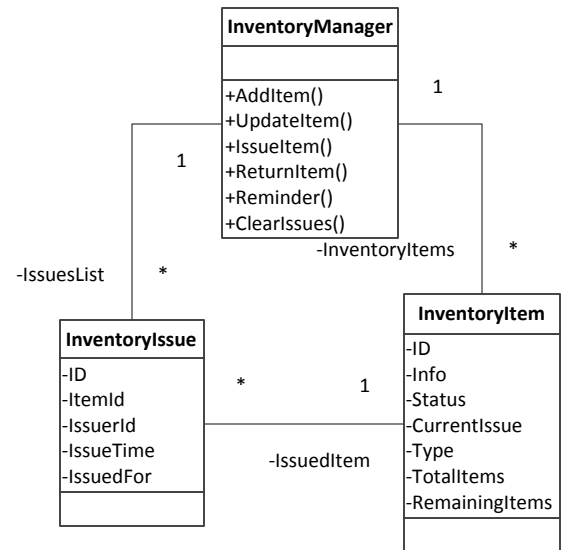 InventoryManager
+AddItem()
+UpdateItem()
+IssueItem()
+ReturnItem()
+Reminder()
+ClearIssues()
1
1
-InventoryItems
*
-IssuesList
*
InventoryIssue
-ID
-ItemId
-IssuerId
-IssueTime
-IssuedFor
*
1
-IssuedItem
InventoryItem
-ID
-Info
-Status
-CurrentIssue
-Type
-TotalItems
-RemainingItems